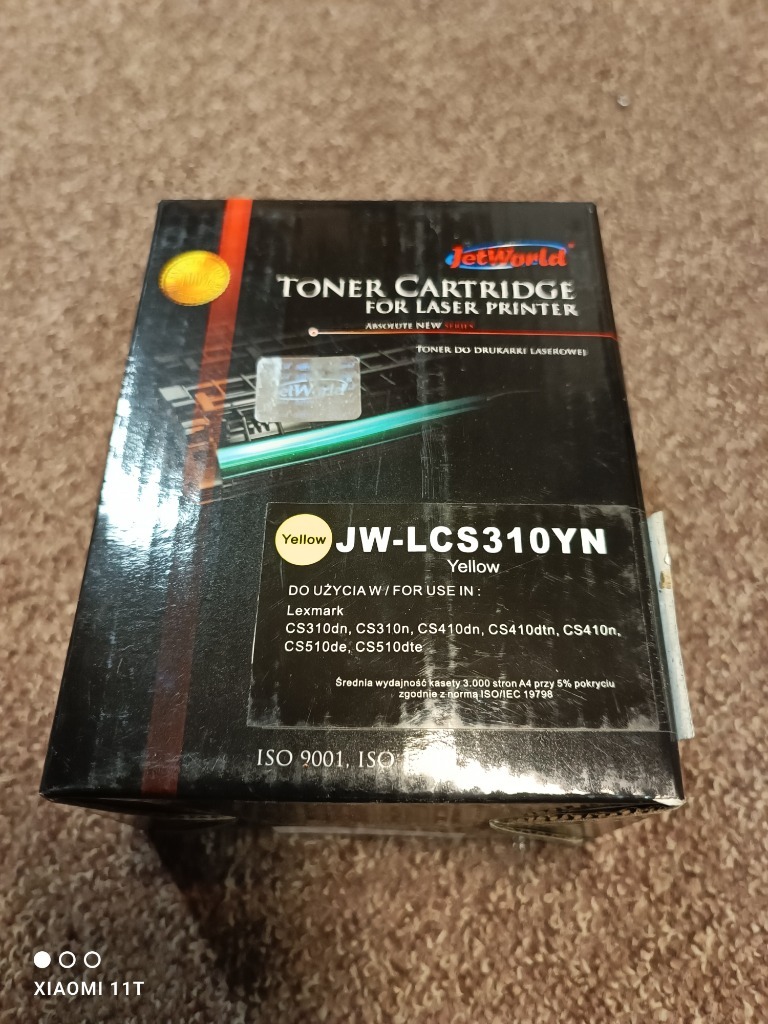 JetWorld
TONER CARTRIDGE
FOR LASER PRINTER
ABSOLUTE NEW SERIES
TONER DO DRUKARKI LASEROWEJ
JetWorld
Yellow
JW-LCS310YN
Yellow
DO UŻYCIA W / FOR USE IN :
Lexmark
CS310dn, CS310n, CS410dn, CS410dtn, CS410n,
CS510de, CS510dte
Średnia wydajność kasety 3.000 stron A4 przy 5% pokryciu
zgodnie z normą ISO/IEC 19798
ISO 9001, ISO
XIAOMI 11T